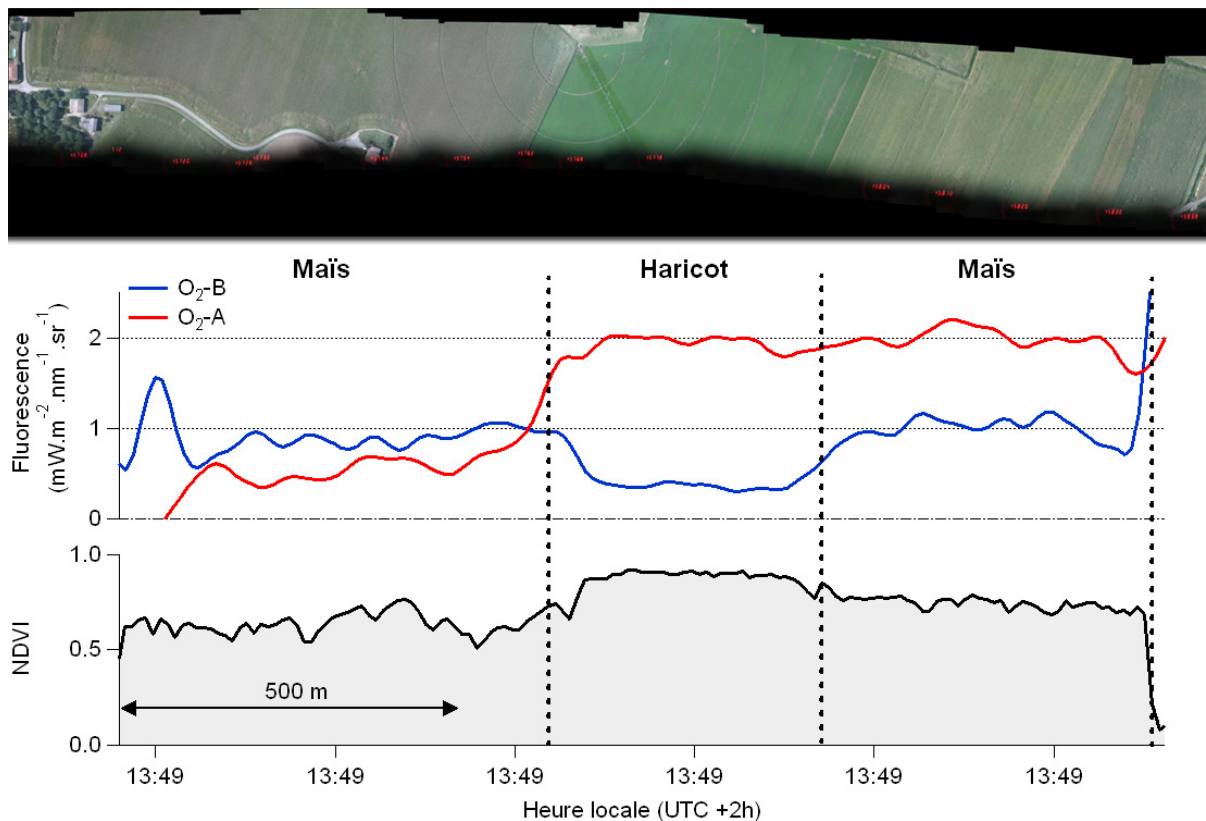 Maïs Haricot Maïs
O₂-B
O₂-A
Fluorescence
(mW.m⁻².nm⁻¹.sr⁻¹)
2
1
0
1.0
NDVI
0.5
500 m
0.0
13:49 13:49 13:49 13:49 13:49 13:49
Heure locale (UTC +2h)